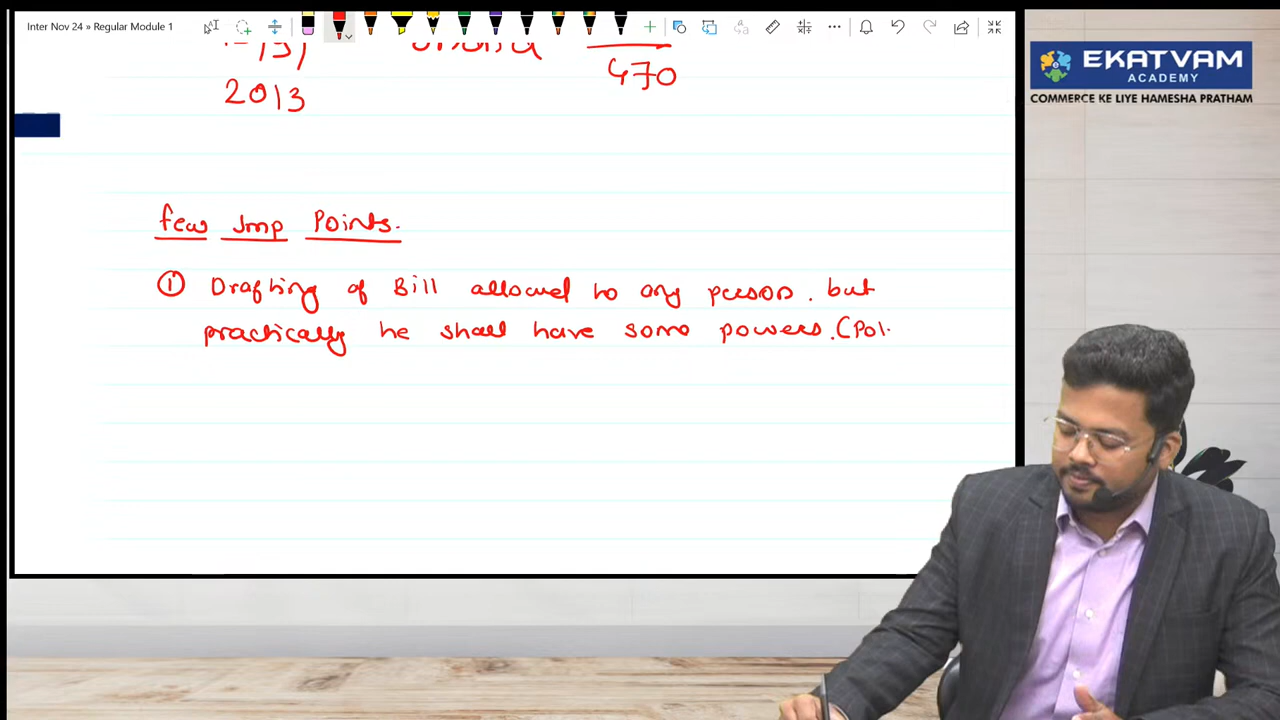 Inter Nov 24 » Regular Module 1
470
2013
EKATVAM
ACADEMY
COMMERCE KE LIYE HAMESHA PRATHAM
few Imp Points.
① Drafting of Bill allowed to any person. but
practically he shall have some powers. (Pol.